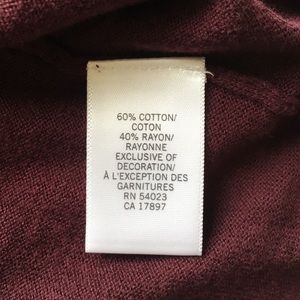 60% COTTON/
COTON
40% RAYON/
RAYONNE
EXCLUSIVE OF
DECORATION/
À L'EXCEPTION DES
GARNITURES
RN 54023
CA 17897